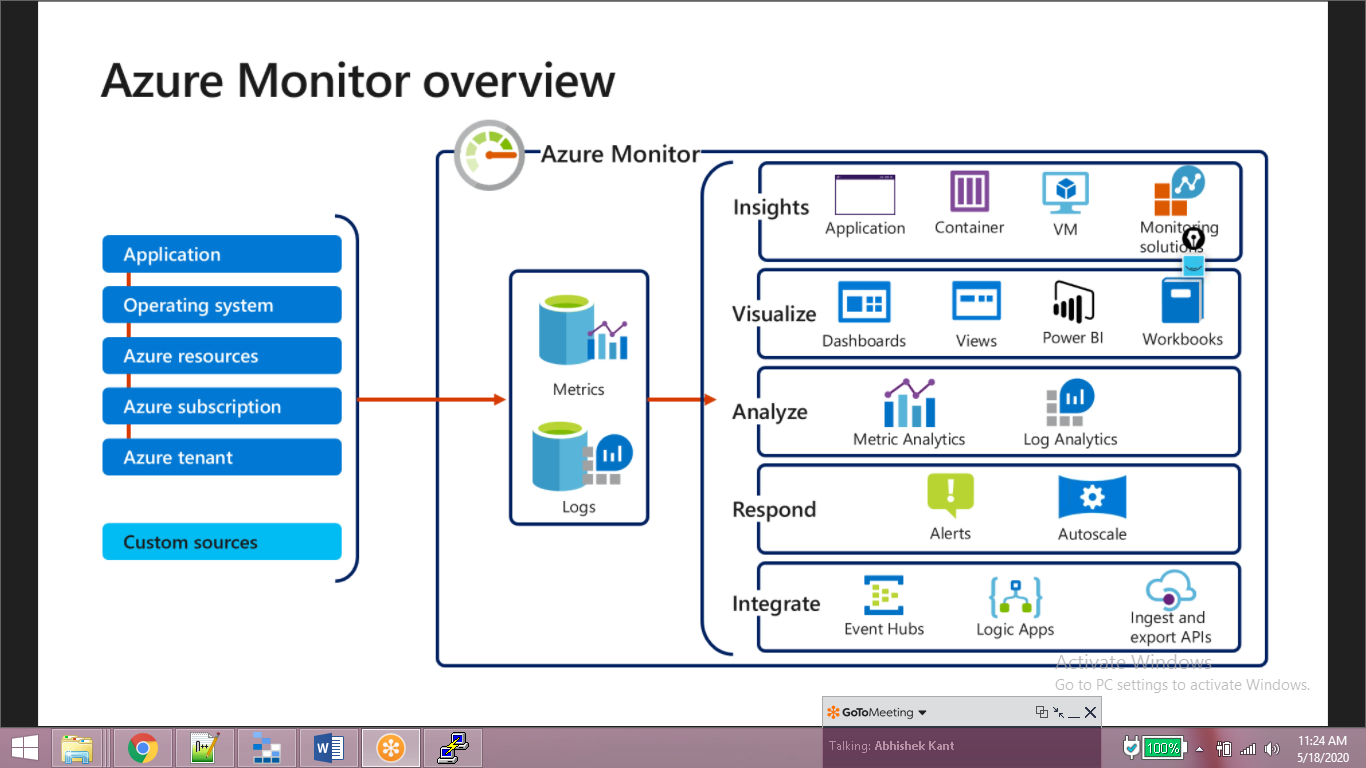 Azure Monitor overview
Azure Monitor
Application
Operating system
Azure resources
Azure subscription
Azure tenant
Custom sources
Metrics
Logs
Insights
Application
Container
VM
Monitoring
solutions
Visualize
Dashboards
Views
Power BI
Workbooks
Analyze
Metric Analytics
Log Analytics
Respond
Alerts
Autoscale
Integrate
Event Hubs
Logic Apps
Ingest and
export APIs
Activate Windows
Go to PC settings to activate Windows.
GoToMeeting
Talking: Abhishek Kant
100%
11:24 AM
5/18/2020